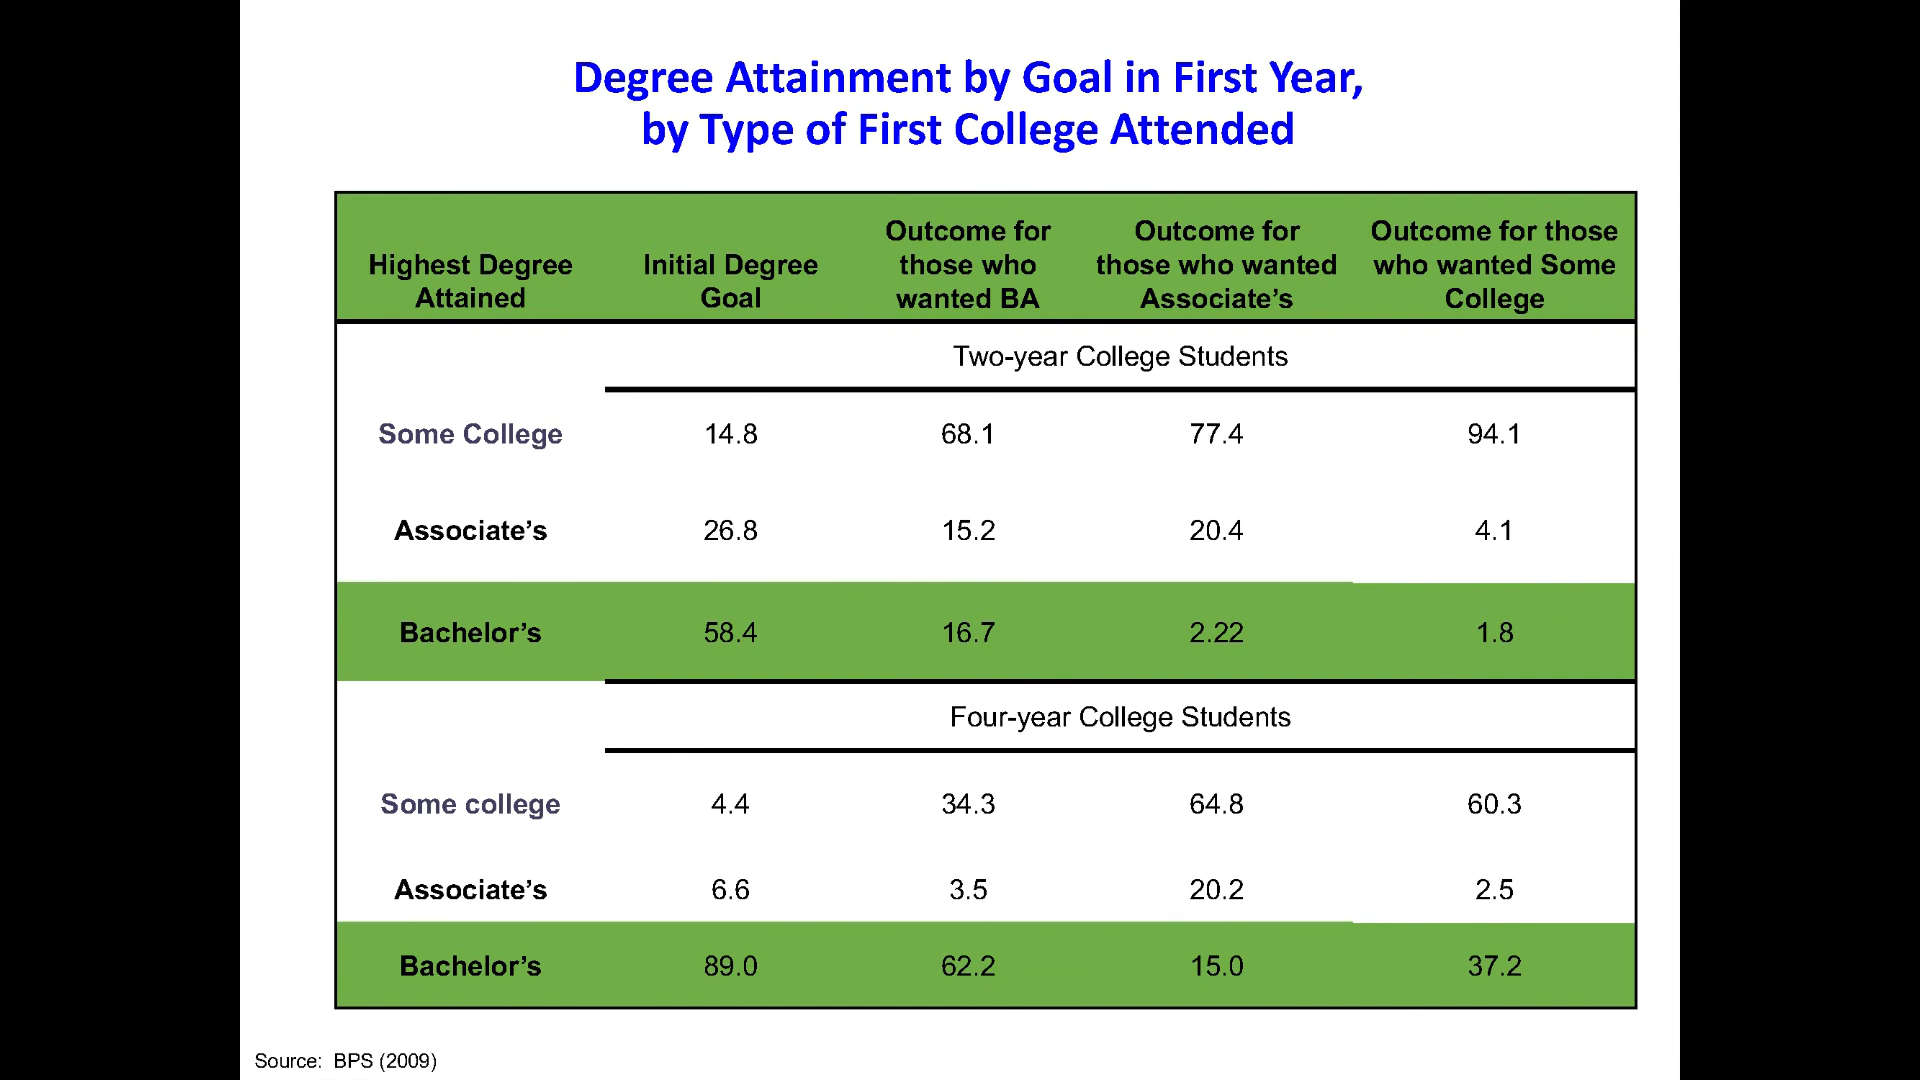 Degree Attainment by Goal in First Year,
by Type of First College Attended
Highest Degree
Attained
Initial Degree
Goal
Outcome for
those who
wanted BA
Outcome for
those who wanted
Associate’s
Outcome for those
who wanted Some
College
Two-year College Students
Some College 14.8 68.1 77.4 94.1
Associate’s 26.8 15.2 20.4 4.1
Bachelor’s 58.4 16.7 2.22 1.8
Four-year College Students
Some college 4.4 34.3 64.8 60.3
Associate’s 6.6 3.5 20.2 2.5
Bachelor’s 89.0 62.2 15.0 37.2
Source: BPS (2009)